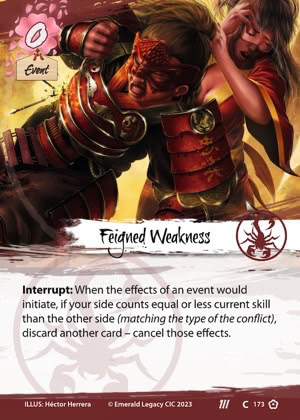 0
Event
Feigned Weakness
Interrupt: When the effects of an event would
initiate, if your side counts equal or less current skill
than the other side (matching the type of the conflict),
discard another card – cancel those effects.
ILLUS: Héctor Herrera © Emerald Legacy CIC 2023 C 173